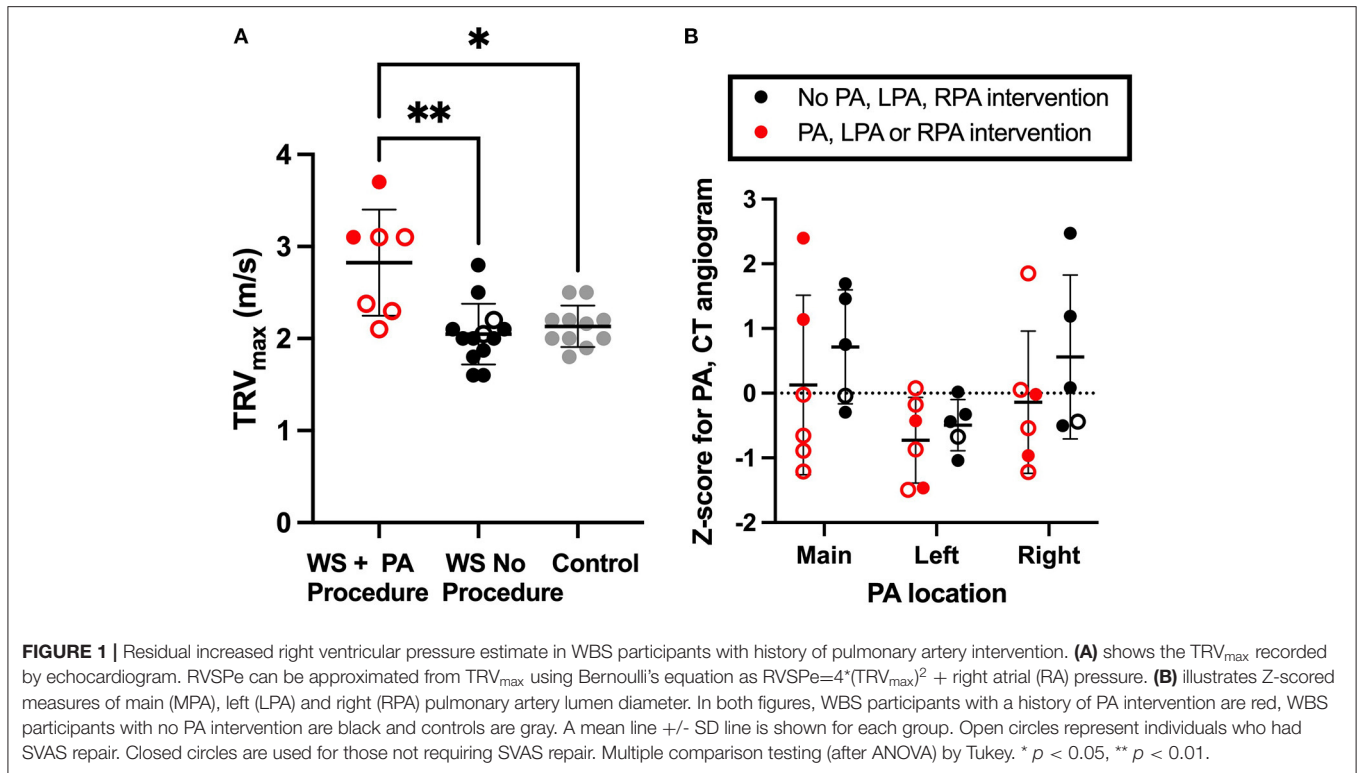 A
*
**
4
3
2
1
0
TRVmax (m/s)
WS + PA
Procedure
WS No
Procedure
Control
B
No PA, LPA, RPA intervention
PA, LPA or RPA intervention
3
2
1
0
-1
-2
Z-score for PA, CT angiogram
Main
Left
Right
PA location
FIGURE 1 | Residual increased right ventricular pressure estimate in WBS participants with history of pulmonary artery intervention. (A) shows the TRVmax recorded
by echocardiogram. RVSPe can be approximated from TRVmax using Bernoulli's equation as RVSPe=4*(TRVmax)² + right atrial (RA) pressure. (B) illustrates Z-scored
measures of main (MPA), left (LPA) and right (RPA) pulmonary artery lumen diameter. In both figures, WBS participants with a history of PA intervention are red, WBS
participants with no PA intervention are black and controls are gray. A mean line +/- SD line is shown for each group. Open circles represent individuals who had
SVAS repair. Closed circles are used for those not requiring SVAS repair. Multiple comparison testing (after ANOVA) by Tukey. * p < 0.05, ** p < 0.01.